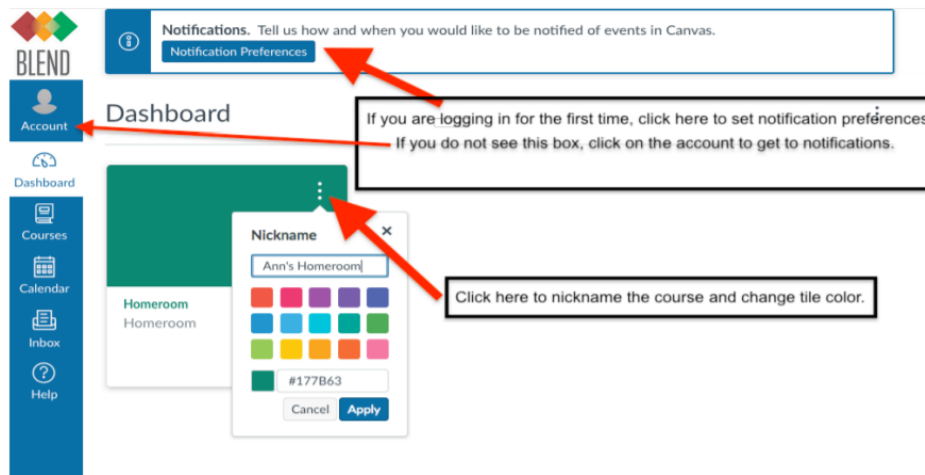 BLEND
Account
Dashboard
Courses
Calendar
Inbox
Help
Notifications. Tell us how and when you would like to be notified of events in Canvas.
Notification Preferences
Dashboard
If you are logging in for the first time, click here to set notification preferences
If you do not see this box, click on the account to get to notifications.
Homeroom
Homeroom
Nickname ×
Ann's Homeroom
#177B63
Cancel Apply
Click here to nickname the course and change tile color.